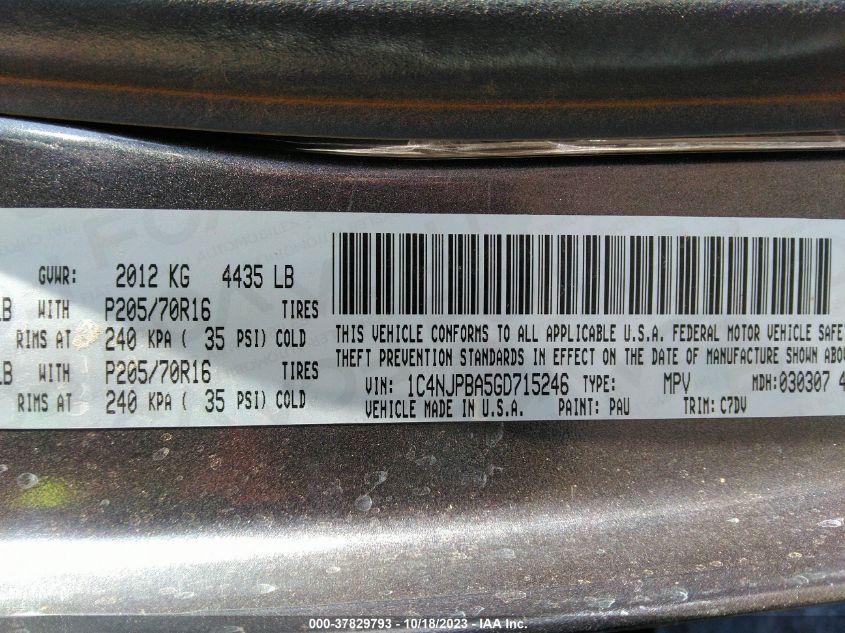 GVWR: 2012 KG 4435 LB
LB WITH P205/70R16 TIRES
RIMS AT 240 KPA ( 35 PSI) COLD
LB WITH P205/70R16 TIRES
RIMS AT 240 KPA ( 35 PSI) COLD
THIS VEHICLE CONFORMS TO ALL APPLICABLE U.S.A. FEDERAL MOTOR VEHICLE SAFE
THEFT PREVENTION STANDARDS IN EFFECT ON THE DATE OF MANUFACTURE SHOWN ABOV
VIN: 1C4NJPBA5GD715246 TYPE: MPV MDH:030307 4
VEHICLE MADE IN U.S.A. PAINT: PAU TRIM: C7DV
000-37829793 - 10/18/2023 - IAA Inc.